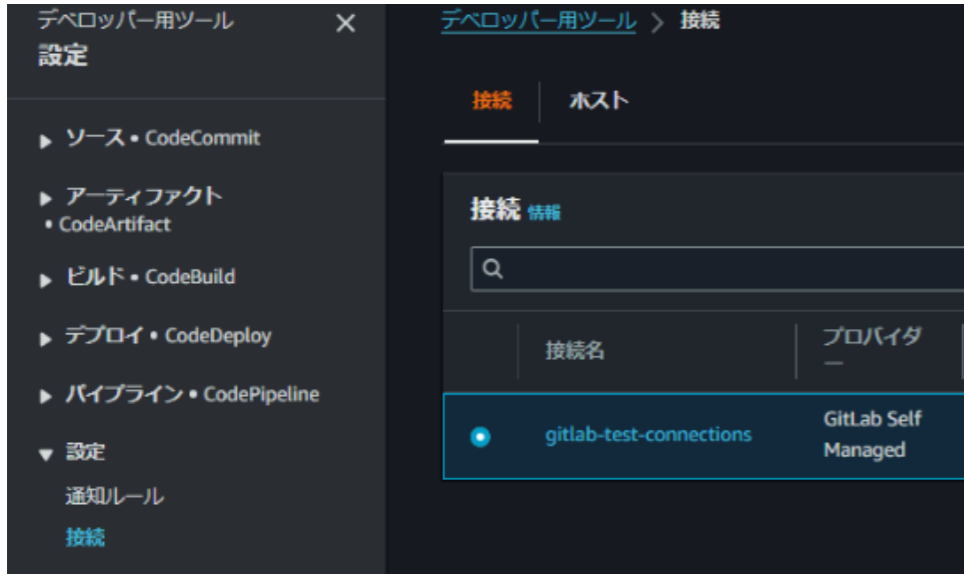 デベロッパー用ツール
設定
ソース • CodeCommit
アーティファクト
• CodeArtifact
ビルド • CodeBuild
デプロイ • CodeDeploy
パイプライン • CodePipeline
設定
通知ルール
接続
デベロッパー用ツール > 接続
接続
ホスト
接続 情報
接続名
プロバイダ
ー
gitlab-test-connections
GitLab Self
Managed